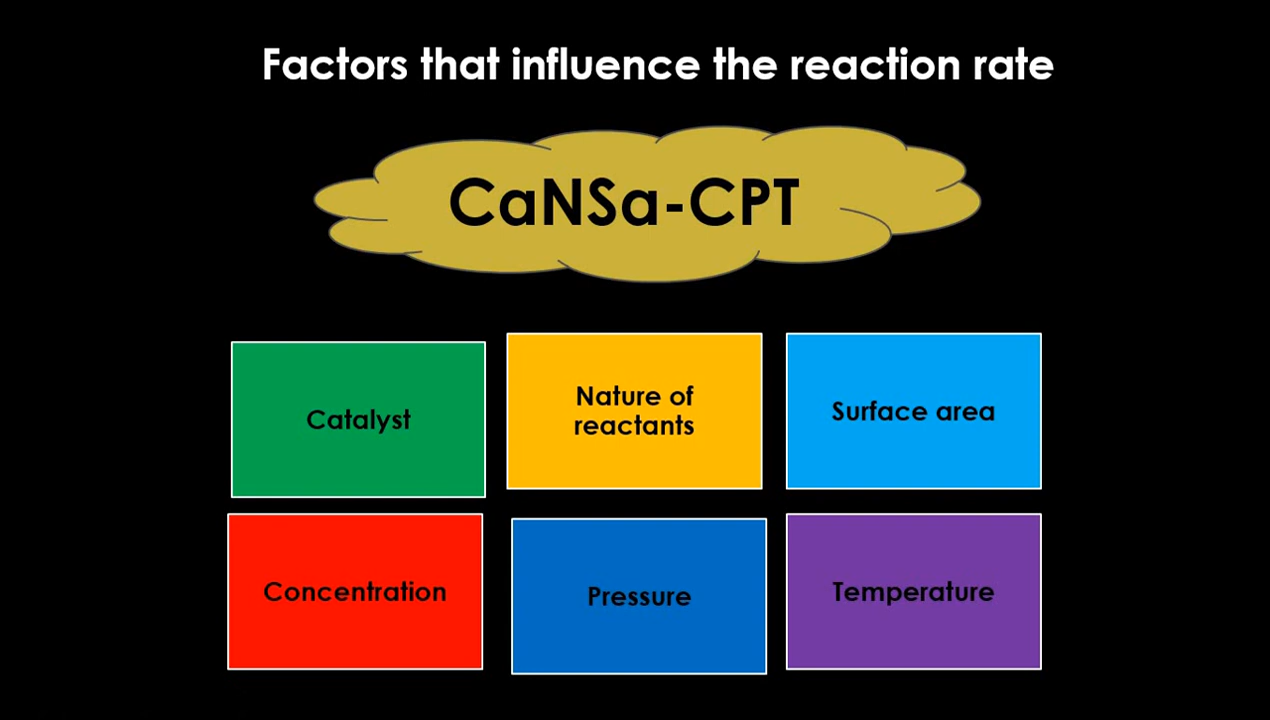 Factors that influence the reaction rate
CaNSa-CPT
Catalyst
Nature of
reactants
Surface area
Concentration
Pressure
Temperature